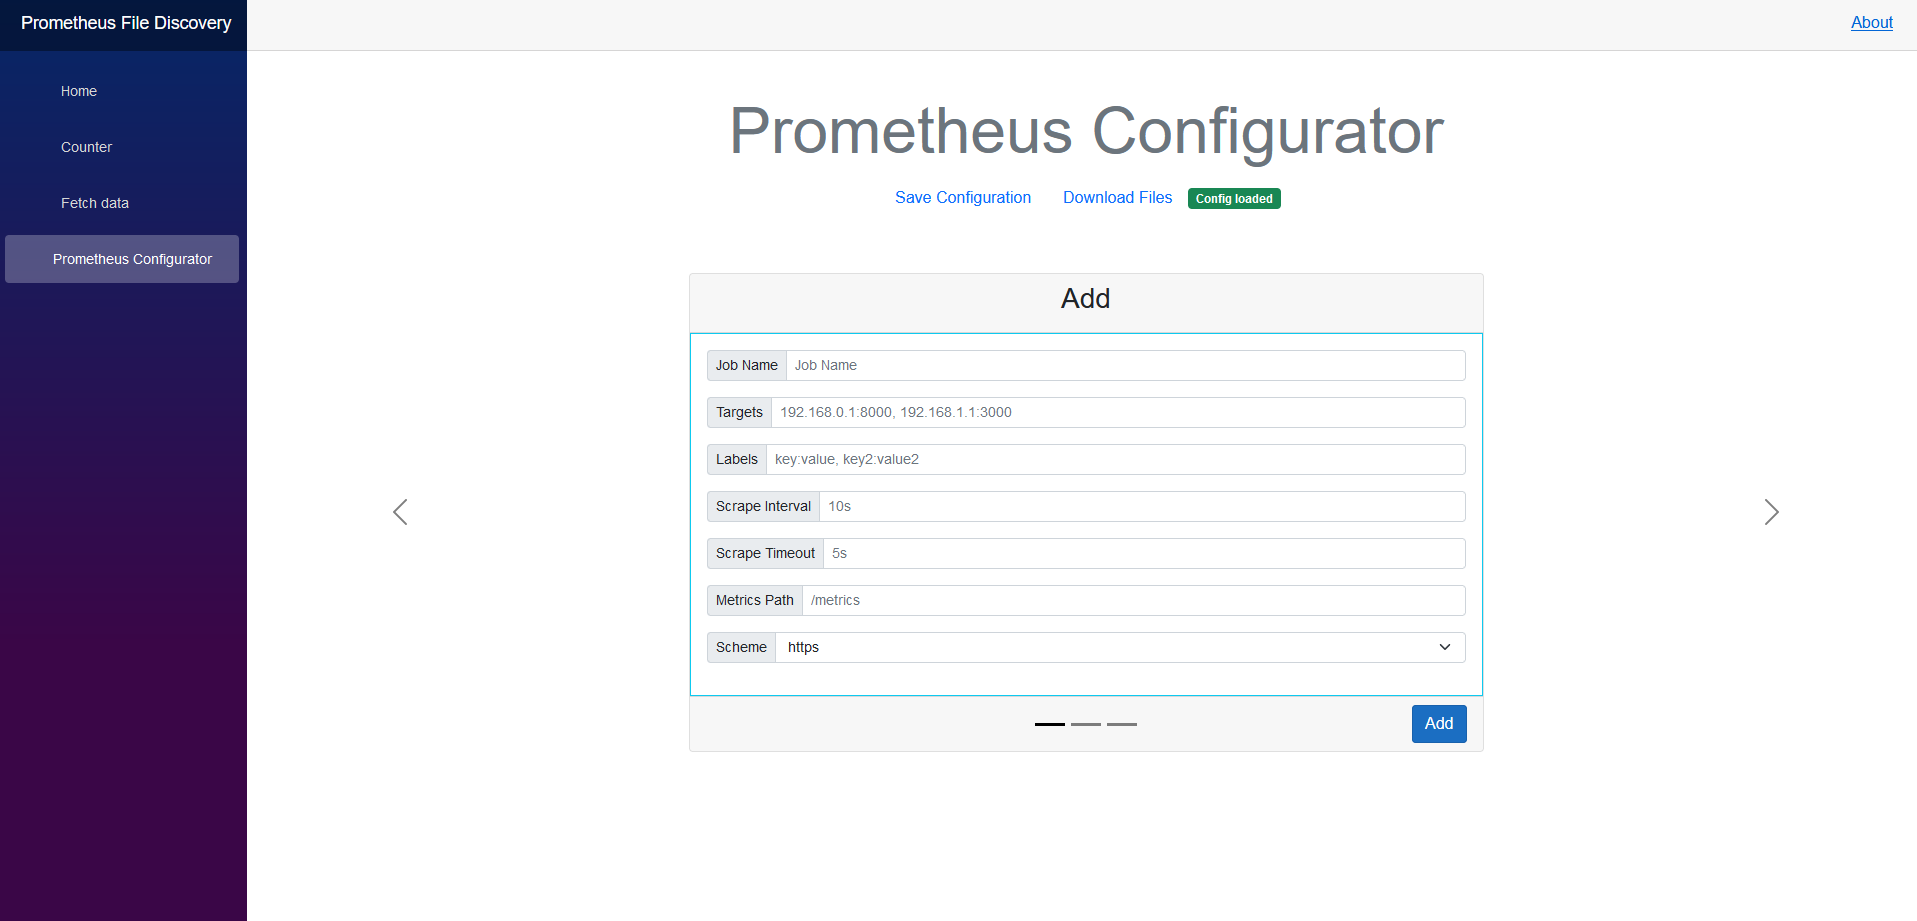 Prometheus File Discovery
About
Home
Counter
Fetch data
Prometheus Configurator
Prometheus Configurator
Save Configuration Download Files Config loaded
Add
Job Name Job Name
Targets 192.168.0.1:8000, 192.168.1.1:3000
Labels key:value, key2:value2
Scrape Interval 10s
Scrape Timeout 5s
Metrics Path /metrics
Scheme https
Add